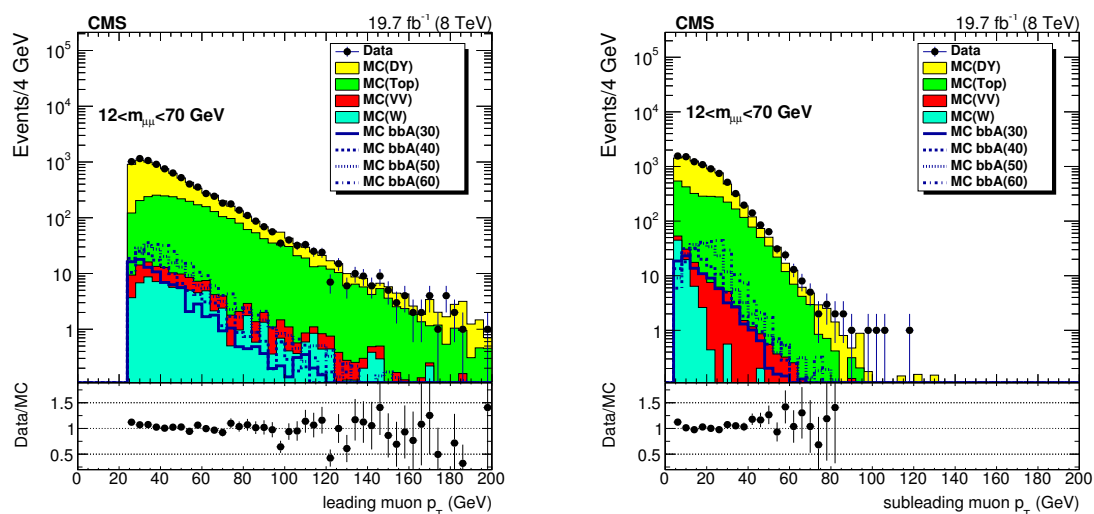 CMS 19.7 fb⁻¹ (8 TeV)
Events/4 GeV
10⁵
10⁴
10³
10²
10
1
12<m_μμ<70 GeV
Data
MC(DY)
MC(Top)
MC(VV)
MC(W)
MC bbA(30)
MC bbA(40)
MC bbA(50)
MC bbA(60)
Data/MC
1.5
1
0.5
0 20 40 60 80 100 120 140 160 180 200
leading muon p_T (GeV)
CMS 19.7 fb⁻¹ (8 TeV)
Events/4 GeV
10⁵
10⁴
10³
10²
10
1
12<m_μμ<70 GeV
Data
MC(DY)
MC(Top)
MC(VV)
MC(W)
MC bbA(30)
MC bbA(40)
MC bbA(50)
MC bbA(60)
Data/MC
1.5
1
0.5
0 20 40 60 80 100 120 140 160 180 200
subleading muon p_T (GeV)